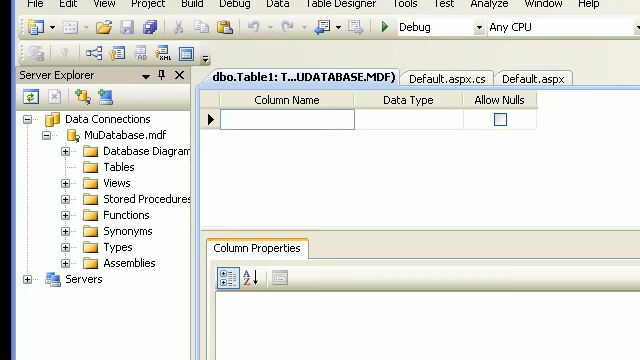 File Edit View Project Build Debug Data Table Designer Tools Test Analyze Window Help
Debug Any CPU
Server Explorer
dbo.Table1: T...UDATABASE.MDF) Default.aspx.cs Default.aspx
Column Name Data Type Allow Nulls
Data Connections
MuDatabase.mdf
Database Diagram
Tables
Views
Stored Procedures
Functions
Synonyms
Types
Assemblies
Servers
Column Properties